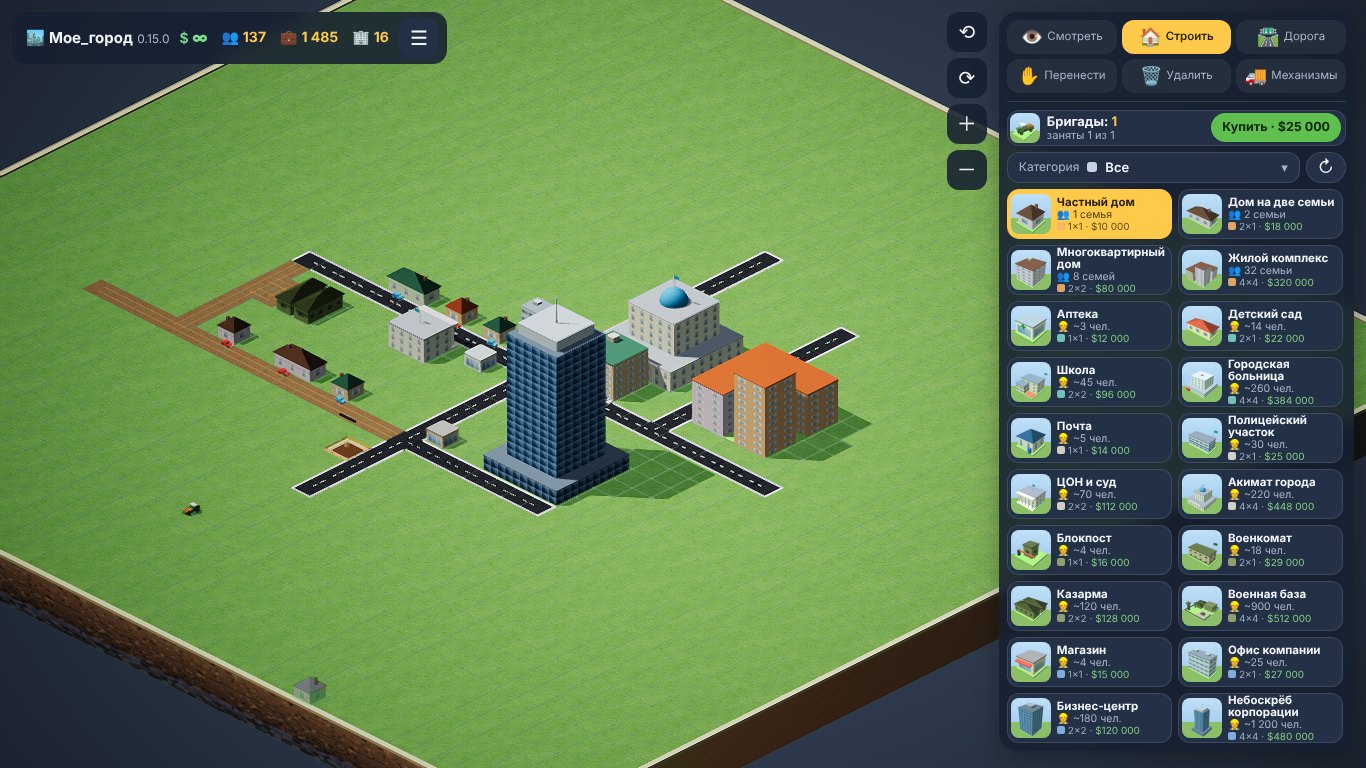 Мое_город 0.15.0 $ ∞ 137 1 485 16
Смотреть Строить Дорога
Перенести Удалить Механизмы
Бригады: 1
заняты 1 из 1
Купить · $25 000
Категория Все
Частный дом
1 семья
1×1 · $10 000
Дом на две семьи
2 семьи
2×1 · $18 000
Многоквартирный
дом
8 семей
2×2 · $80 000
Жилой комплекс
32 семьи
4×4 · $320 000
Аптека
~3 чел.
1×1 · $12 000
Детский сад
~14 чел.
2×1 · $22 000
Школа
~45 чел.
2×2 · $96 000
Городская
больница
~260 чел.
4×4 · $384 000
Почта
~5 чел.
1×1 · $14 000
Полицейский
участок
~30 чел.
2×1 · $25 000
ЦОН и суд
~70 чел.
2×2 · $112 000
Акимат города
~220 чел.
4×4 · $448 000
Блокпост
~4 чел.
1×1 · $16 000
Военкомат
~18 чел.
2×1 · $29 000
Казарма
~120 чел.
2×2 · $128 000
Военная база
~900 чел.
4×4 · $512 000
Магазин
~4 чел.
1×1 · $15 000
Офис компании
~25 чел.
2×1 · $27 000
Бизнес-центр
~180 чел.
2×2 · $120 000
Небоскрёб
корпорации
~1 200 чел.
4×4 · $480 000